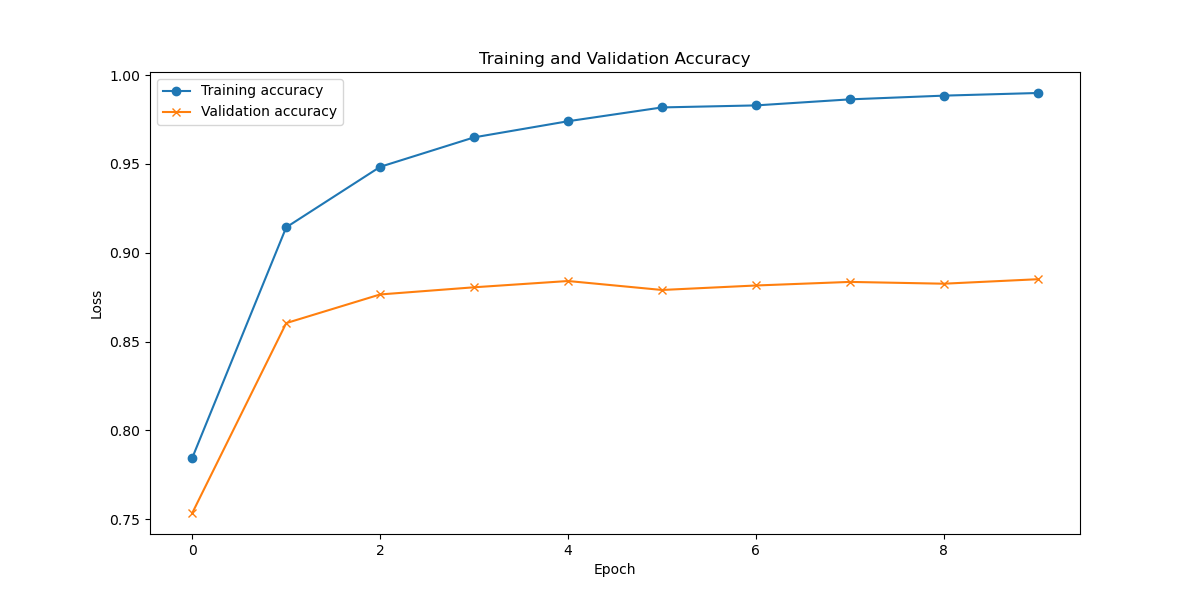 Training and Validation Accuracy
Training accuracy
Validation accuracy
1.00
0.95
0.90
0.85
0.80
0.75
Loss
0
2
4
6
8
Epoch